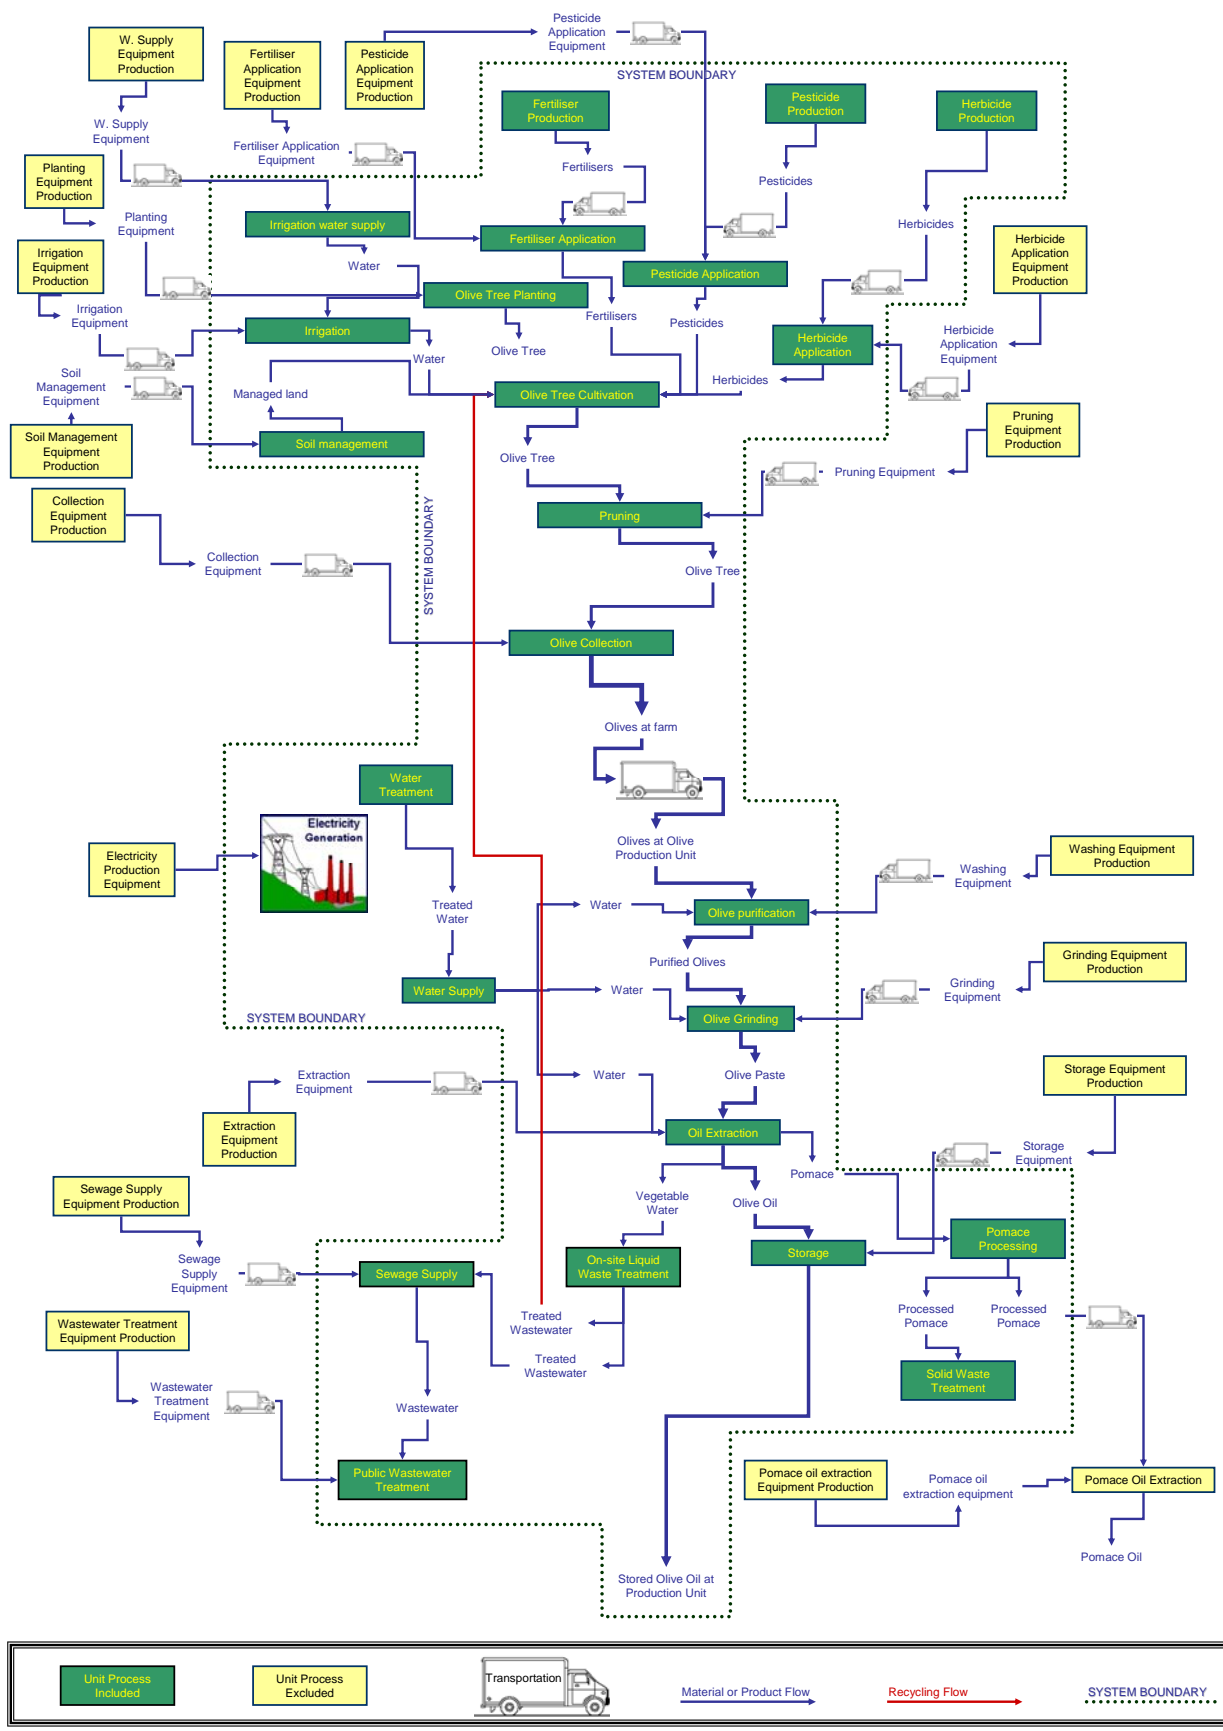 Pesticide
Application
Equipment
W. Supply
Equipment
Production
Fertiliser
Application
Equipment
Production
Pesticide
Application
Equipment
Production
SYSTEM BOUNDARY
Fertiliser
Production
Pesticide
Production
Herbicide
Production
W. Supply
Equipment
Fertiliser Application
Equipment
Fertilisers
Pesticides
Planting
Equipment
Production
Planting
Equipment
Irrigation water supply
Fertiliser Application
Herbicides
Irrigation
Equipment
Production
Water
Pesticide Application
Herbicide
Application
Equipment
Production
Olive Tree Planting
Irrigation
Equipment
Irrigation
Fertilisers
Pesticides
Herbicide
Application
Herbicide
Application
Equipment
Olive Tree
Water
Soil
Management
Equipment
Managed land
Herbicides
Olive Tree Cultivation
Soil Management
Equipment
Production
Soil management
Pruning
Equipment
Production
Olive Tree
Pruning Equipment
Collection
Equipment
Production
SYSTEM BOUNDARY
Pruning
Collection
Equipment
Olive Tree
Olive Collection
Olives at farm
Water
Treatment
Electricity
Generation
Olives at Olive
Production Unit
Electricity
Production
Equipment
Washing Equipment
Production
Washing
Equipment
Treated
Water
Water
Olive purification
Purified Olives
Grinding Equipment
Production
Water Supply
Water
Grinding
Equipment
SYSTEM BOUNDARY
Olive Grinding
Extraction
Equipment
Water
Olive Paste
Storage Equipment
Production
Extraction
Equipment
Production
Oil Extraction
Storage
Equipment
Pomace
Sewage Supply
Equipment Production
Vegetable
Water
Olive Oil
Pomace
Processing
Sewage
Supply
Equipment
Sewage Supply
On-site Liquid
Waste Treatment
Storage
Processed
Pomace
Processed
Pomace
Wastewater Treatment
Equipment Production
Treated
Wastewater
Treated
Wastewater
Solid Waste
Treatment
Wastewater
Treatment
Equipment
Wastewater
Public Wastewater
Treatment
Pomace oil extraction
Equipment Production
Pomace oil
extraction equipment
Pomace Oil Extraction
Pomace Oil
Stored Olive Oil at
Production Unit
Unit Process
Included
Unit Process
Excluded
Transportation
Material or Product Flow
Recycling Flow
SYSTEM BOUNDARY